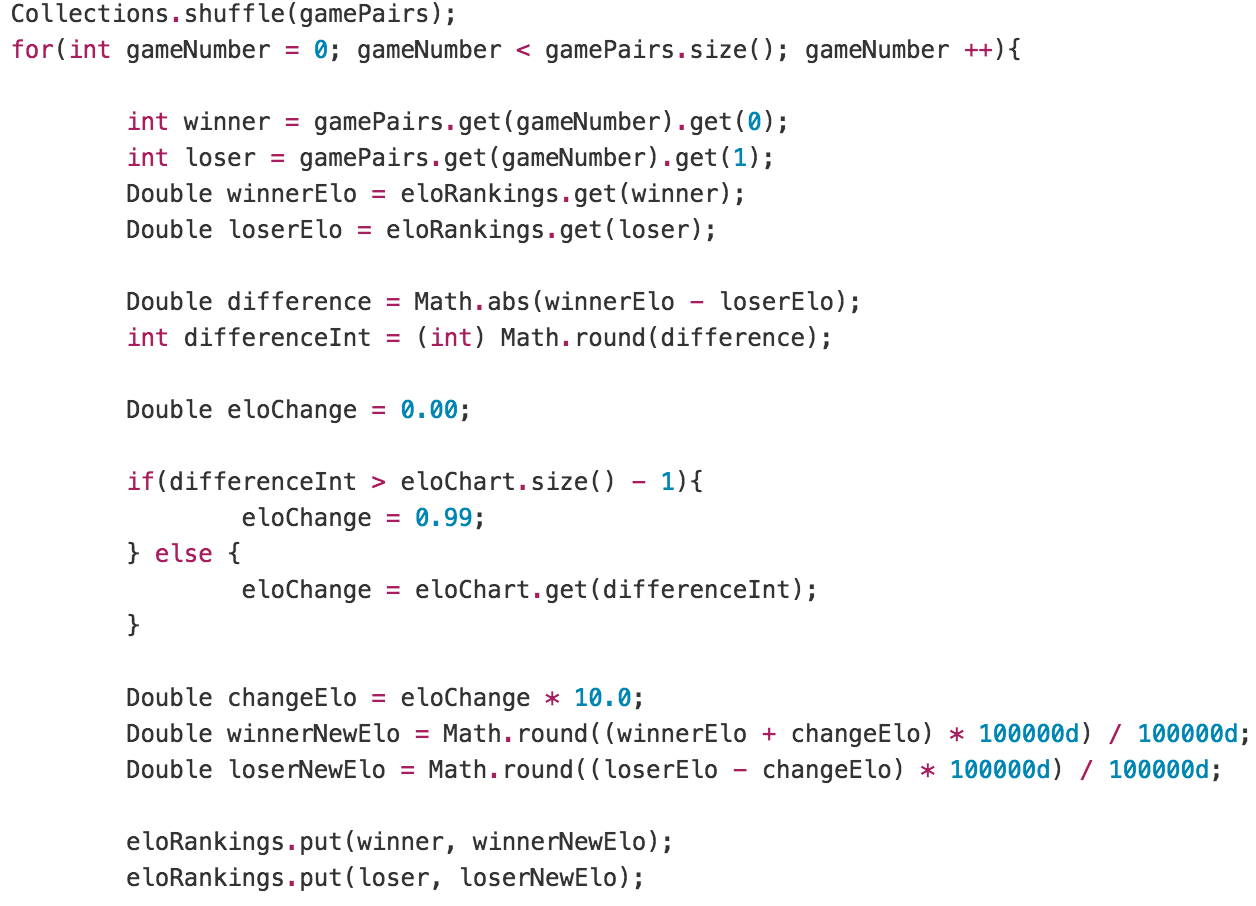 Collections.shuffle(gamePairs);
for(int gameNumber = 0; gameNumber < gamePairs.size(); gameNumber ++){
int winner = gamePairs.get(gameNumber).get(0);
int loser = gamePairs.get(gameNumber).get(1);
Double winnerElo = eloRankings.get(winner);
Double loserElo = eloRankings.get(loser);
Double difference = Math.abs(winnerElo - loserElo);
int differenceInt = (int) Math.round(difference);
Double eloChange = 0.00;
if(differenceInt > eloChart.size() - 1){
eloChange = 0.99;
} else {
eloChange = eloChart.get(differenceInt);
}
Double changeElo = eloChange * 10.0;
Double winnerNewElo = Math.round((winnerElo + changeElo) * 100000d) / 100000d;
Double loserNewElo = Math.round((loserElo - changeElo) * 100000d) / 100000d;
eloRankings.put(winner, winnerNewElo);
eloRankings.put(loser, loserNewElo);